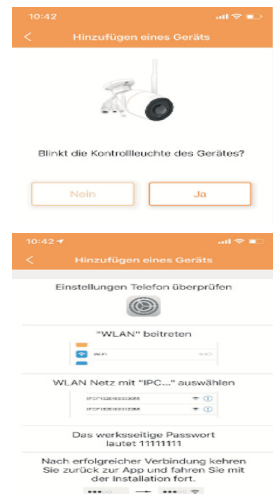 10:42
Hinzufügen eines Geräts
Blinkt die Kontrollleuchte des Gerätes?
Nein
Ja
10:42
Hinzufügen eines Geräts
Einstellungen Telefon überprüfen
"WLAN" beitreten
Wi-Fi
WLAN Netz mit "IPC..." auswählen
Das werksseitige Passwort
lautet 11111111
Nach erfolgreicher Verbindung kehren
Sie zurück zur App und fahren Sie mit
der Installation fort.